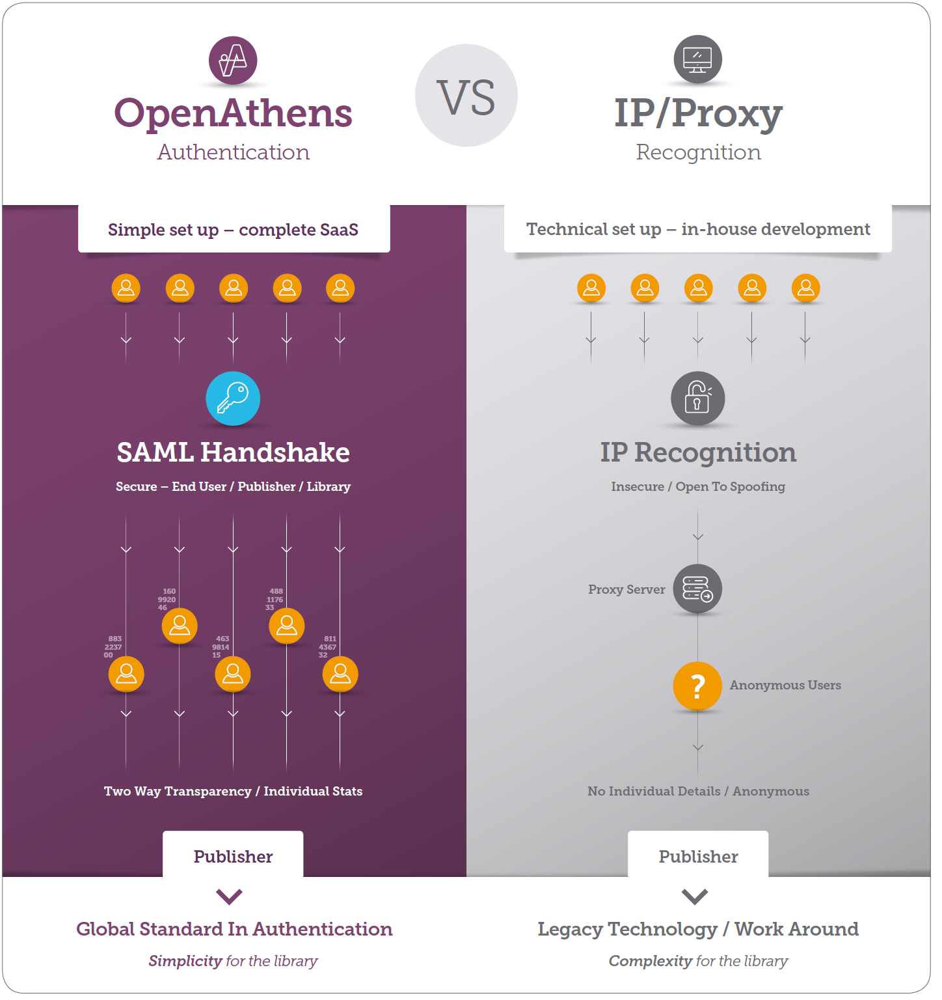 OpenAthens
Authentication
VS
IP/Proxy
Recognition
Simple set up – complete SaaS
SAML Handshake
Secure – End User / Publisher / Library
160
9920
46
488
1176
33
883
2237
00
463
9814
15
811
4367
32
Two Way Transparency / Individual Stats
Publisher
Global Standard In Authentication
Simplicity for the library
Technical set up – in-house development
IP Recognition
Insecure / Open To Spoofing
Proxy Server
?
Anonymous Users
No Individual Details / Anonymous
Publisher
Legacy Technology / Work Around
Complexity for the library